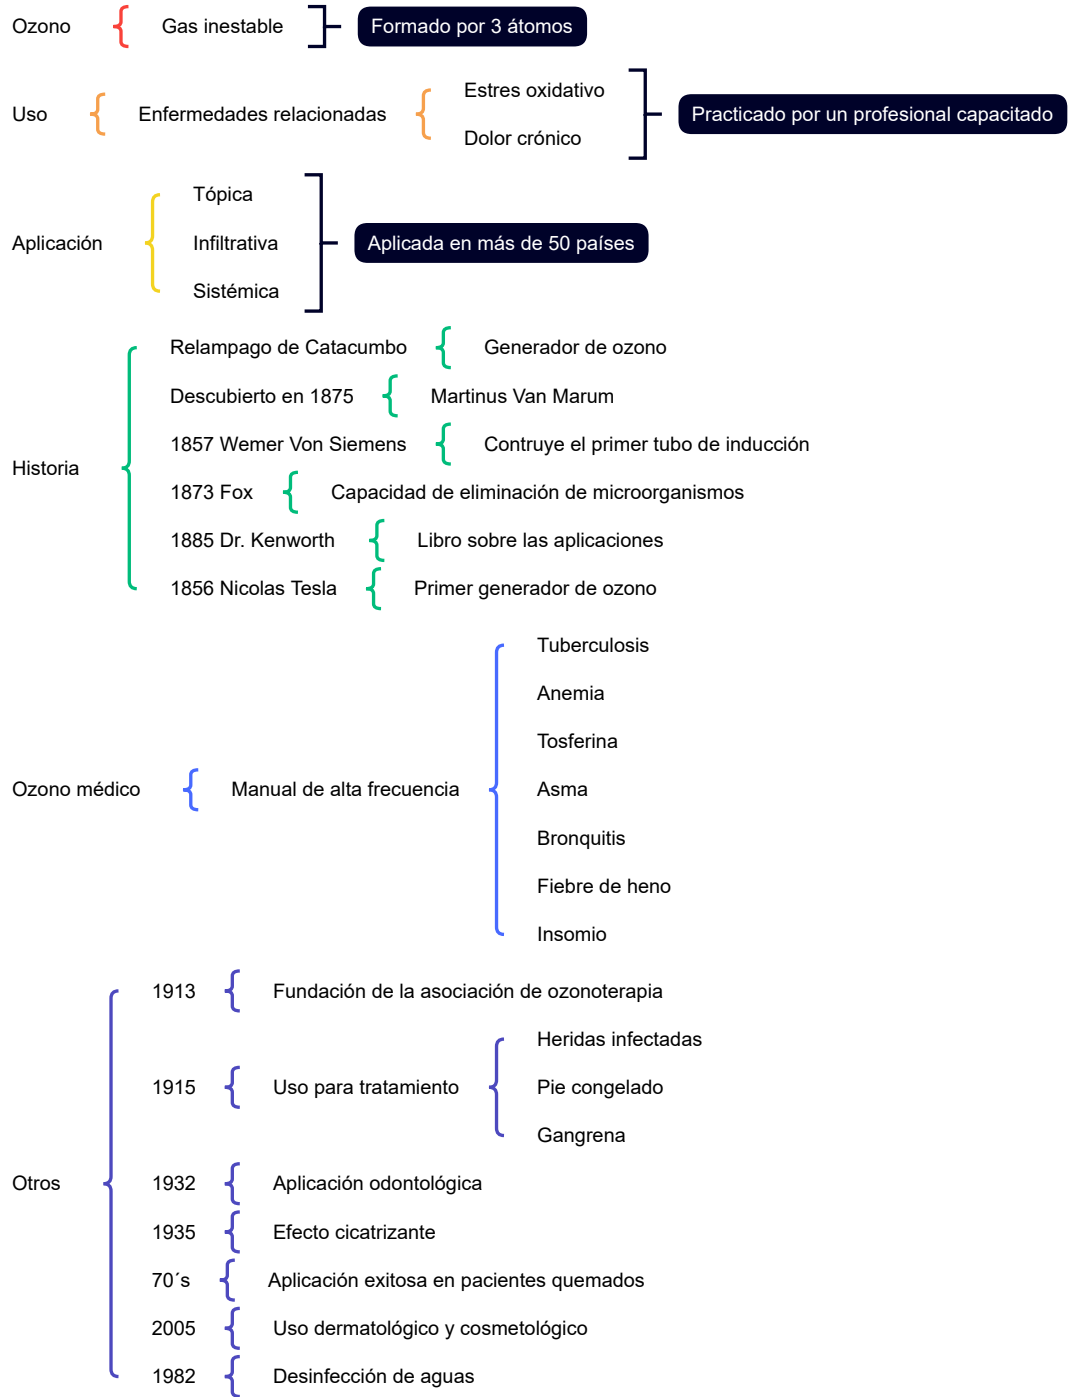 Ozono
Gas inestable
Formado por 3 átomos
Uso
Enfermedades relacionadas
Estres oxidativo
Dolor crónico
Practicado por un profesional capacitado
Aplicación
Tópica
Infiltrativa
Sistémica
Aplicada en más de 50 países
Historia
Relampago de Catacumbo
Generador de ozono
Descubierto en 1875
Martinus Van Marum
1857 Wemer Von Siemens
Contruye el primer tubo de inducción
1873 Fox
Capacidad de eliminación de microorganismos
1885 Dr. Kenworth
Libro sobre las aplicaciones
1856 Nicolas Tesla
Primer generador de ozono
Ozono médico
Manual de alta frecuencia
Tuberculosis
Anemia
Tosferina
Asma
Bronquitis
Fiebre de heno
Insomio
Otros
1913
Fundación de la asociación de ozonoterapia
1915
Uso para tratamiento
Heridas infectadas
Pie congelado
Gangrena
1932
Aplicación odontológica
1935
Efecto cicatrizante
70´s
Aplicación exitosa en pacientes quemados
2005
Uso dermatológico y cosmetológico
1982
Desinfección de aguas